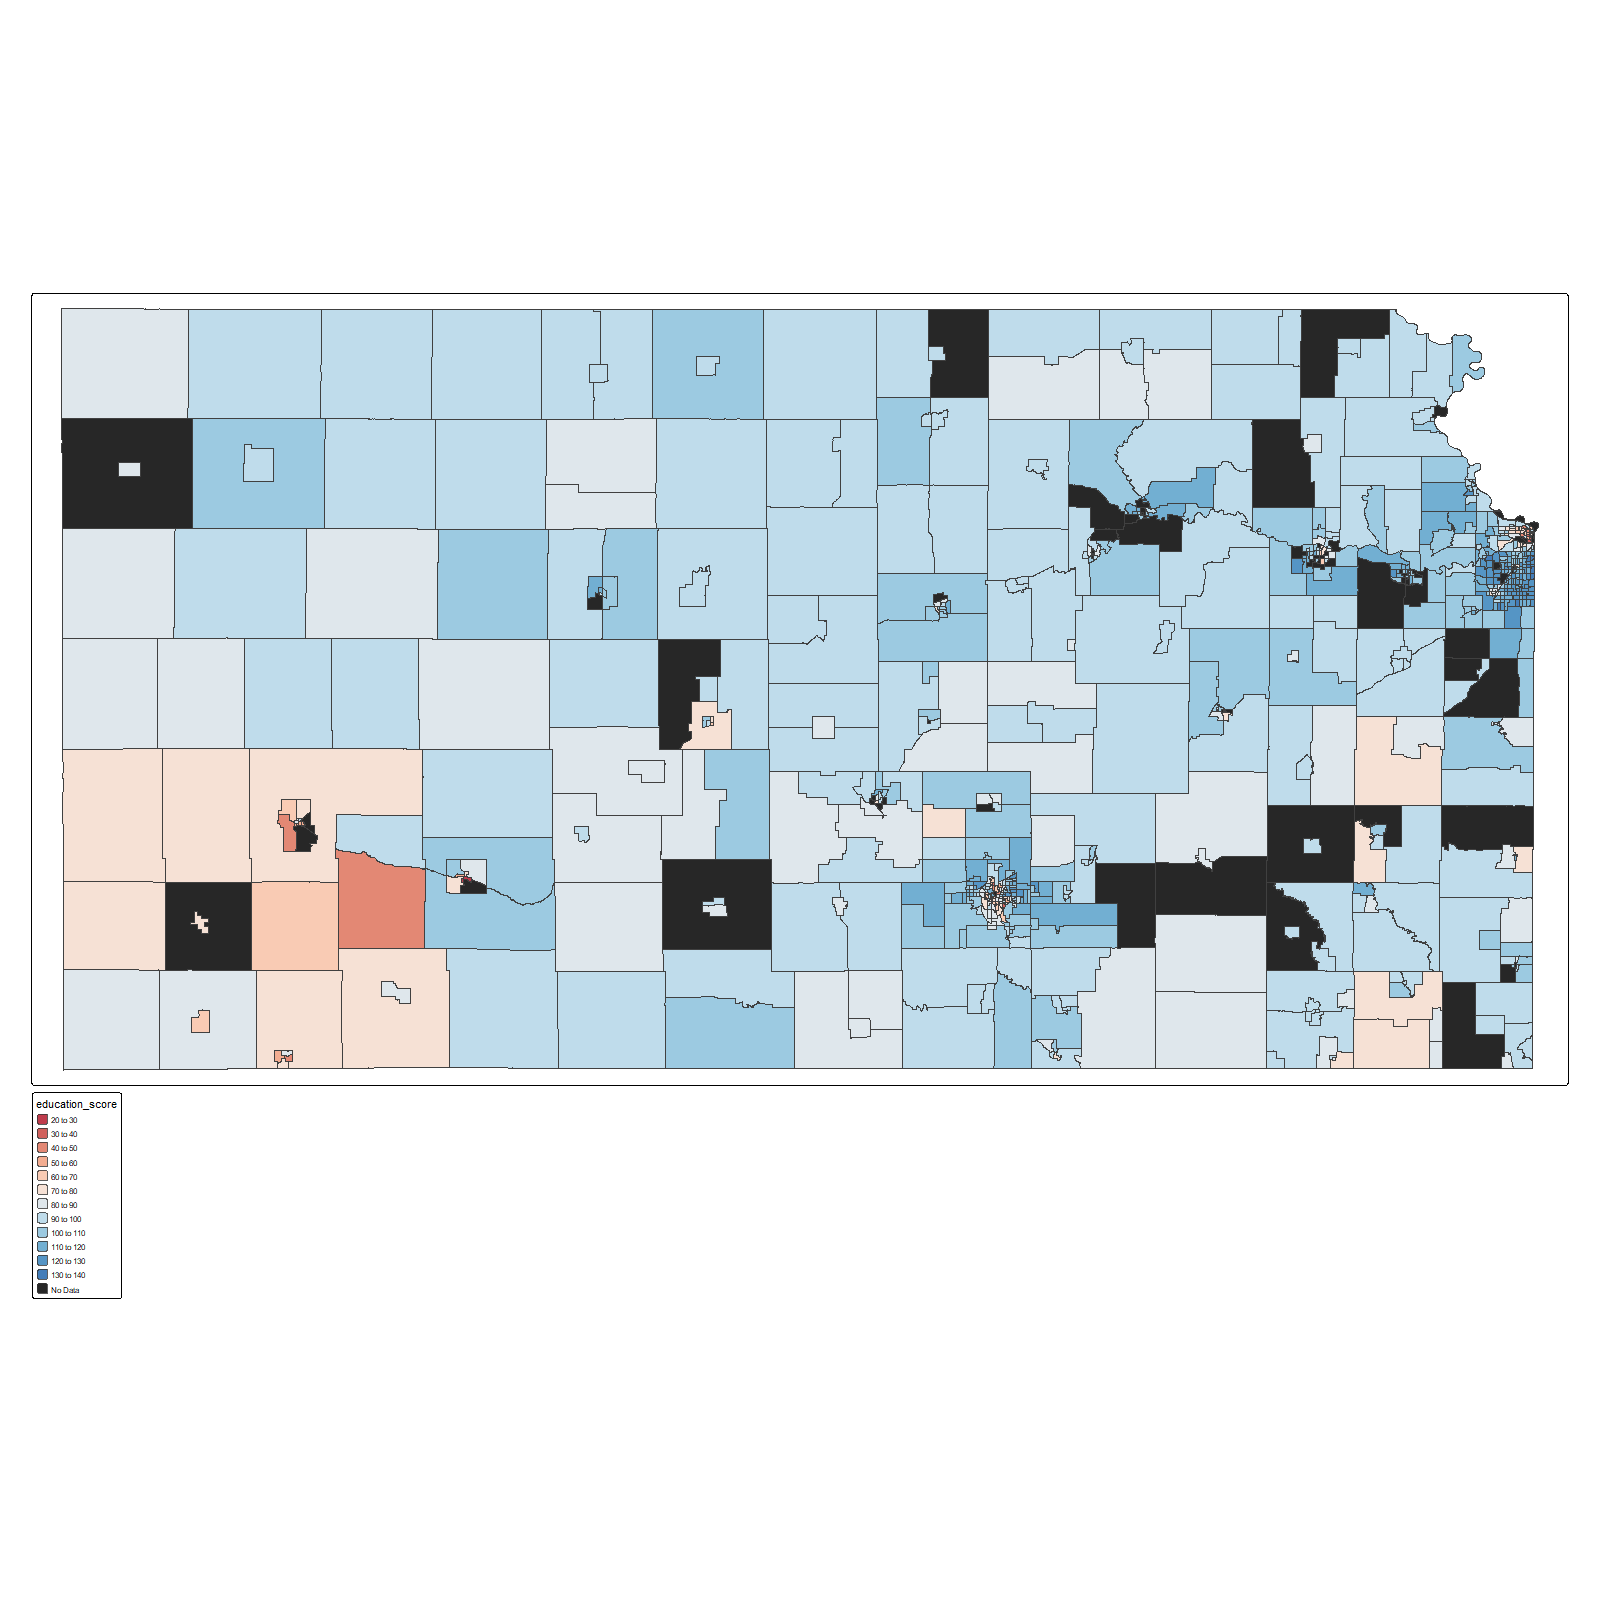 education_score
20 to 30
30 to 40
40 to 50
50 to 60
60 to 70
70 to 80
80 to 90
90 to 100
100 to 110
110 to 120
120 to 130
130 to 140
No Data